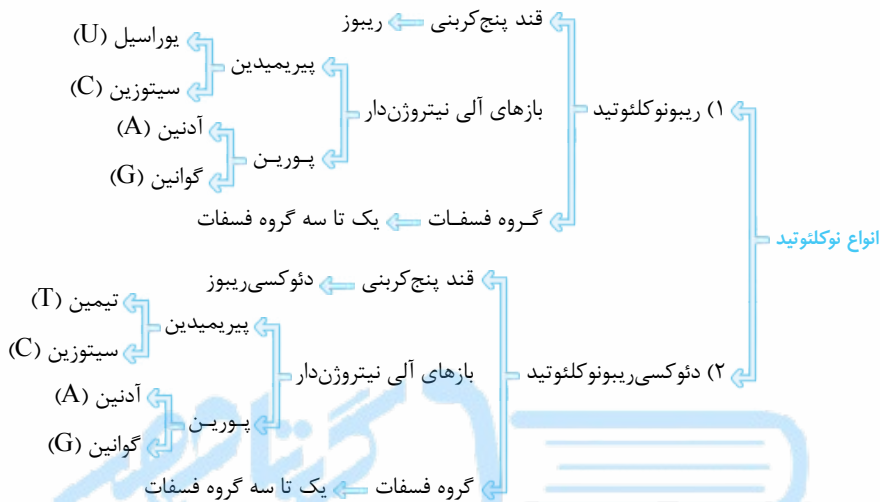 انواع نوکلئوتید
۱) ریبونوکلئوتید
قند پنج‌کربنی
ریبوز
بازهای آلی نیتروژن‌دار
پیریمیدین
یوراسیل (U)
سیتوزین (C)
پـوریـن
آدنین (A)
گوانین (G)
گـروه فسفـات
یک تا سه گروه فسفات
۲) دئوکسی‌ریبونوکلئوتید
قند پنج‌کربنی
دئوکسی‌ریبوز
بازهای آلی نیتروژن‌دار
پیریمیدین
تیمین (T)
سیتوزین (C)
پـوریـن
آدنین (A)
گوانین (G)
گروه فسفات
یک تا سه گروه فسفات